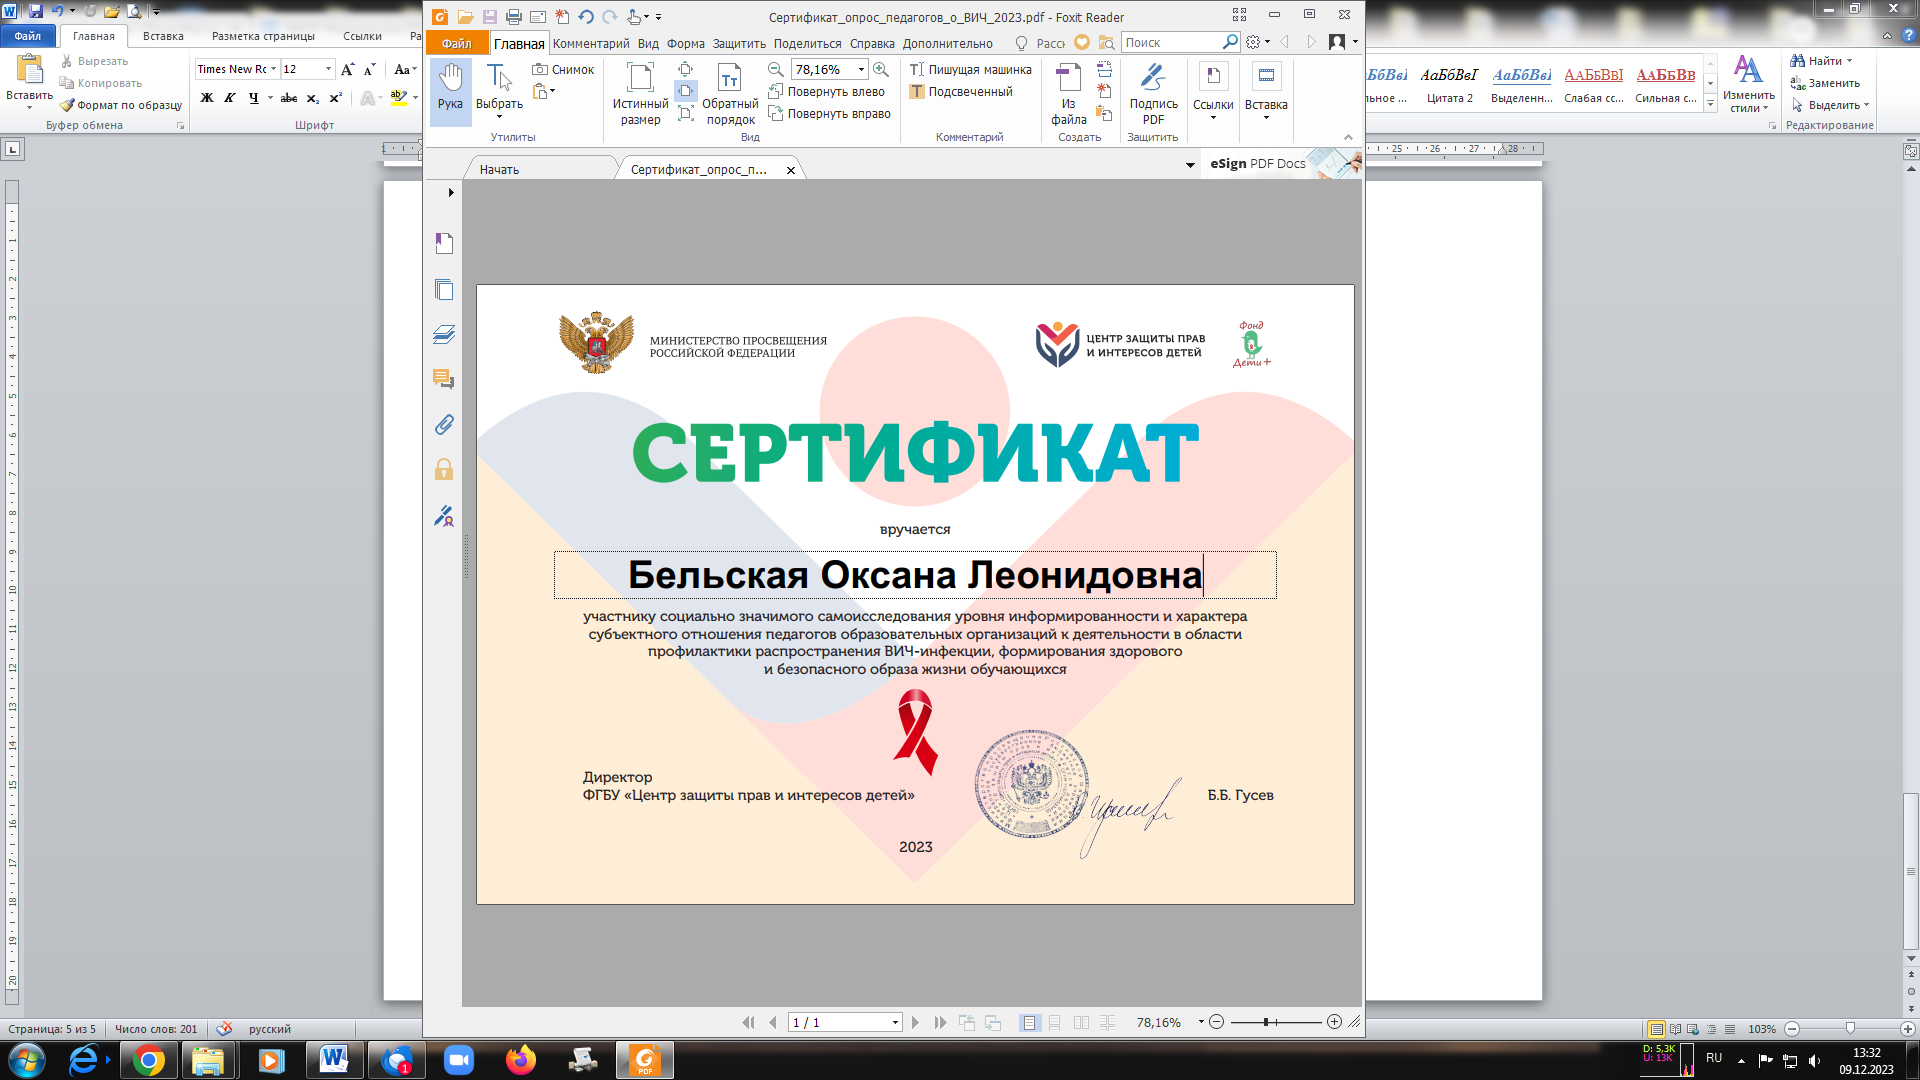 Сертификат_опрос_педагогов_о_ВИЧ_2023.pdf - Foxit Reader
Файл
Главная
Вставка
Разметка страницы
Ссылки
Файл
Главная
Комментарий
Вид
Форма
Защитить
Поделиться
Справка
Дополнительно
Расск
Поиск
Вставить
Вырезать
Копировать
Формат по образцу
Буфер обмена
Times New Rc
12
Шрифт
Рука
Выбрать
Снимок
Утилиты
Истинный размер
Обратный порядок
78,16%
Повернуть влево
Повернуть вправо
Вид
Пишущая машинка
Подсвеченный
Комментарий
Из файла
Создать
Подпись PDF
Защитить
Ссылки
Вставка
Цитата 2
Выделенн...
Слабая сс...
Сильная с...
Изменить стили
Найти
Заменить
Выделить
Редактирование
Начать
Сертификат_опрос_п...
eSign PDF Docs
МИНИСТЕРСТВО ПРОСВЕЩЕНИЯ
РОССИЙСКОЙ ФЕДЕРАЦИИ
ЦЕНТР ЗАЩИТЫ ПРАВ
И ИНТЕРЕСОВ ДЕТЕЙ
Фонд
Дети+
СЕРТИФИКАТ
вручается
Бельская Оксана Леонидовна
участнику социально значимого самоисследования уровня информированности и характера
субъектного отношения педагогов образовательных организаций к деятельности в области
профилактики распространения ВИЧ-инфекции, формирования здорового
и безопасного образа жизни обучающихся
Директор
ФГБУ «Центр защиты прав и интересов детей»
Б.Б. Гусев
2023
1 / 1
78,16%
Страница: 5 из 5
Число слов: 201
русский
103%
D: 5,3K
U: 13K
RU
13:32
09.12.2023